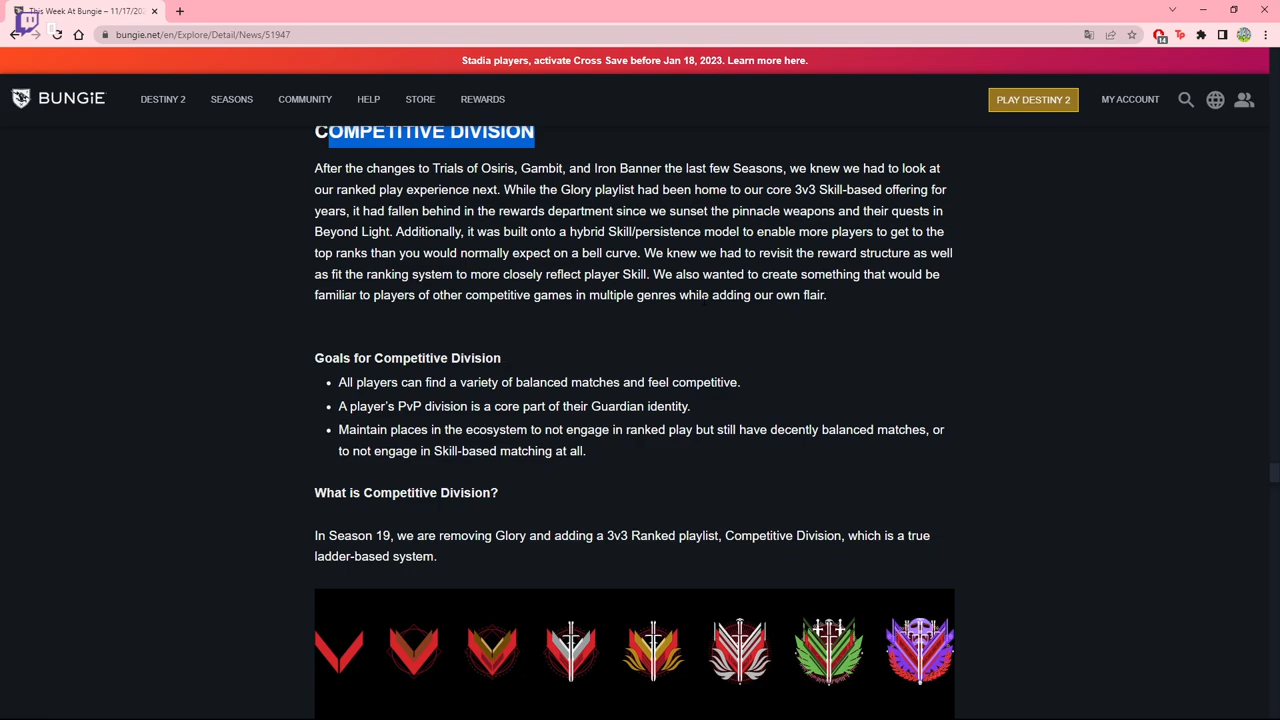 This Week At Bungie – 11/17/202
bungie.net/en/Explore/Detail/News/51947
14
Stadia players, activate Cross Save before Jan 18, 2023. Learn more here.
BUNGIE
DESTINY 2
SEASONS
COMMUNITY
HELP
STORE
REWARDS
PLAY DESTINY 2
MY ACCOUNT
COMPETITIVE DIVISION
After the changes to Trials of Osiris, Gambit, and Iron Banner the last few Seasons, we knew we had to look at
our ranked play experience next. While the Glory playlist had been home to our core 3v3 Skill-based offering for
years, it had fallen behind in the rewards department since we sunset the pinnacle weapons and their quests in
Beyond Light. Additionally, it was built onto a hybrid Skill/persistence model to enable more players to get to the
top ranks than you would normally expect on a bell curve. We knew we had to revisit the reward structure as well
as fit the ranking system to more closely reflect player Skill. We also wanted to create something that would be
familiar to players of other competitive games in multiple genres while adding our own flair.
Goals for Competitive Division
All players can find a variety of balanced matches and feel competitive.
A player's PvP division is a core part of their Guardian identity.
Maintain places in the ecosystem to not engage in ranked play but still have decently balanced matches, or
to not engage in Skill-based matching at all.
What is Competitive Division?
In Season 19, we are removing Glory and adding a 3v3 Ranked playlist, Competitive Division, which is a true
ladder-based system.